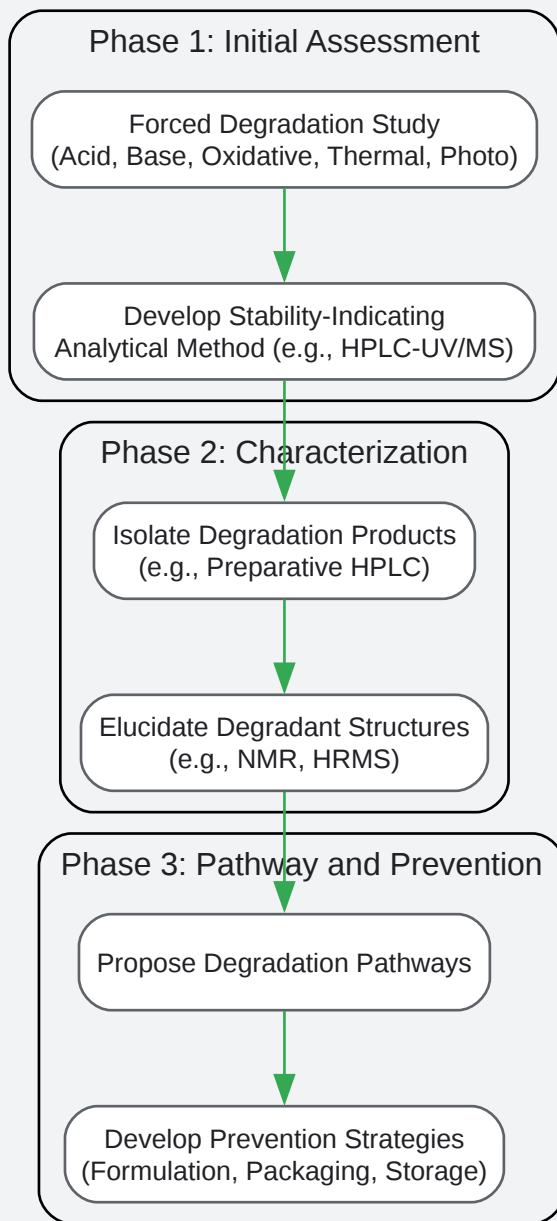 Phase 1: Initial Assessment
Forced Degradation Study
(Acid, Base, Oxidative, Thermal, Photo)
Develop Stability-Indicating
Analytical Method (e.g., HPLC-UV/MS)
Phase 2: Characterization
Isolate Degradation Products
(e.g., Preparative HPLC)
Elucidate Degradant Structures
(e.g., NMR, HRMS)
Phase 3: Pathway and Prevention
Propose Degradation Pathways
Develop Prevention Strategies
(Formulation, Packaging, Storage)